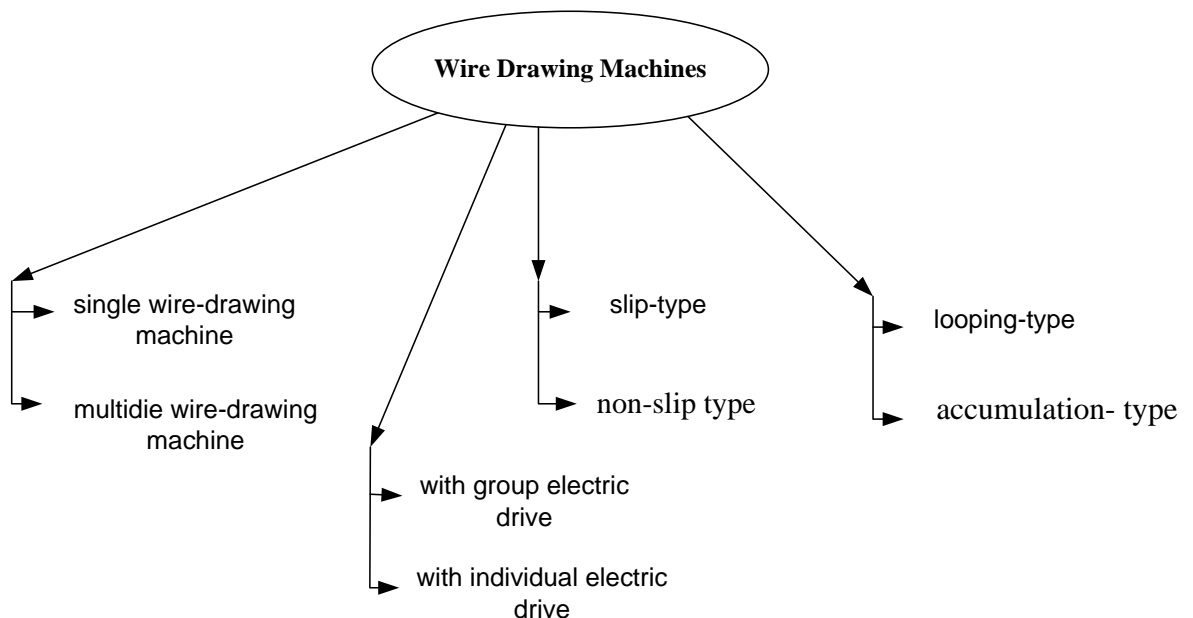 Wire Drawing Machines
single wire-drawing
machine
multidie wire-drawing
machine
with group electric
drive
with individual electric
drive
slip-type
non-slip type
looping-type
accumulation- type